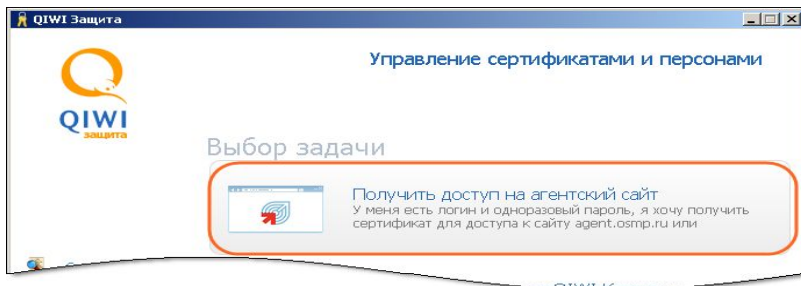 QIWI Защита
Управление сертификатами и персонами
QIWI
защита
Выбор задачи
Получить доступ на агентский сайт
У меня есть логин и одноразовый пароль, я хочу получить
сертификат для доступа к сайту agent.osmp.ru или